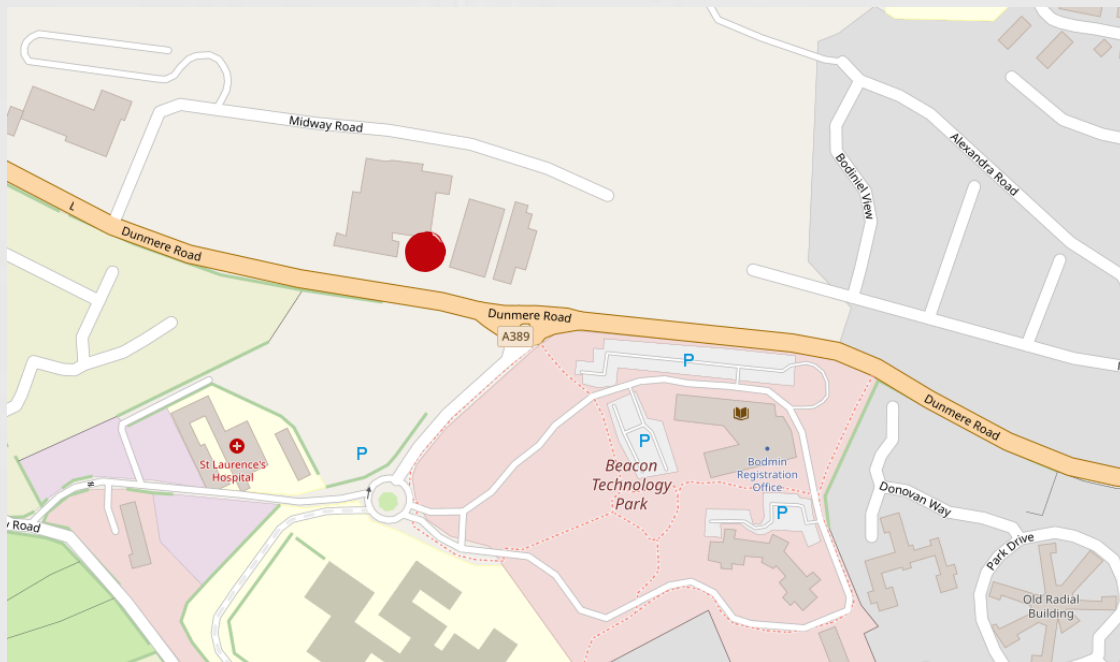 Midway Road
Alexandra Road
Bodiniel View
Dunmere Road
Dunmere Road
A389
P
Dunmere Road
P
P
St Laurence's
Hospital
P
Beacon
Technology
Park
Bodmin
Registration
Office
Donovan Way
Park Drive
Road
Old Radial
Building